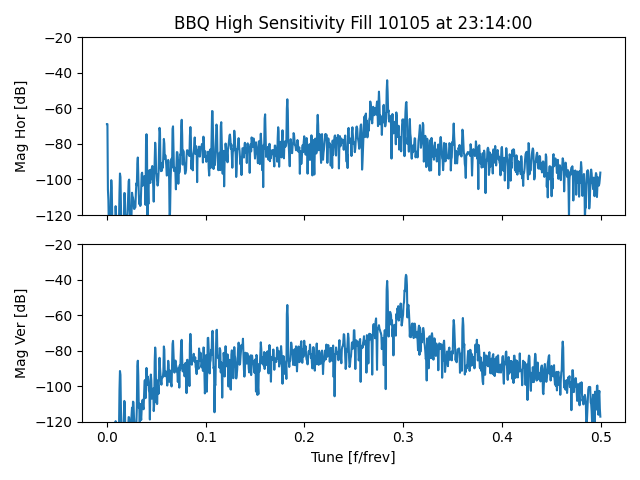 BBQ High Sensitivity Fill 10105 at 23:14:00
−20
−40
−60
−80
−100
−120
Mag Hor [dB]
−20
−40
−60
−80
−100
−120
Mag Ver [dB]
0.0 0.1 0.2 0.3 0.4 0.5
Tune [f/frev]